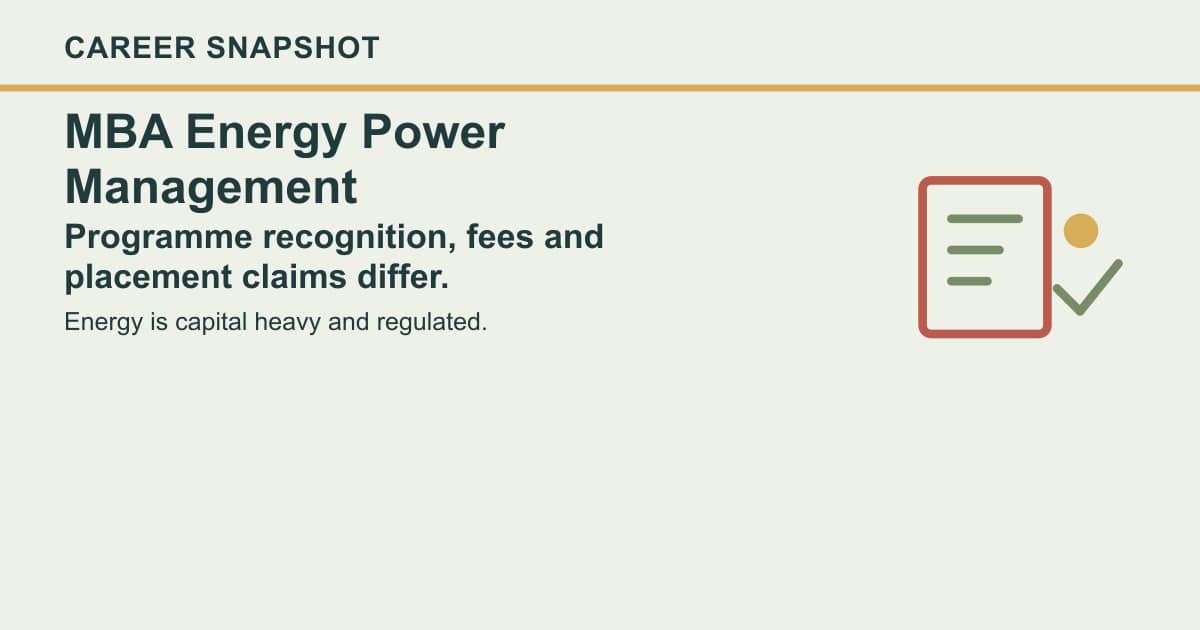 CAREER SNAPSHOT
MBA Energy Power
Management
Programme recognition, fees and
placement claims differ.
Energy is capital heavy and regulated.